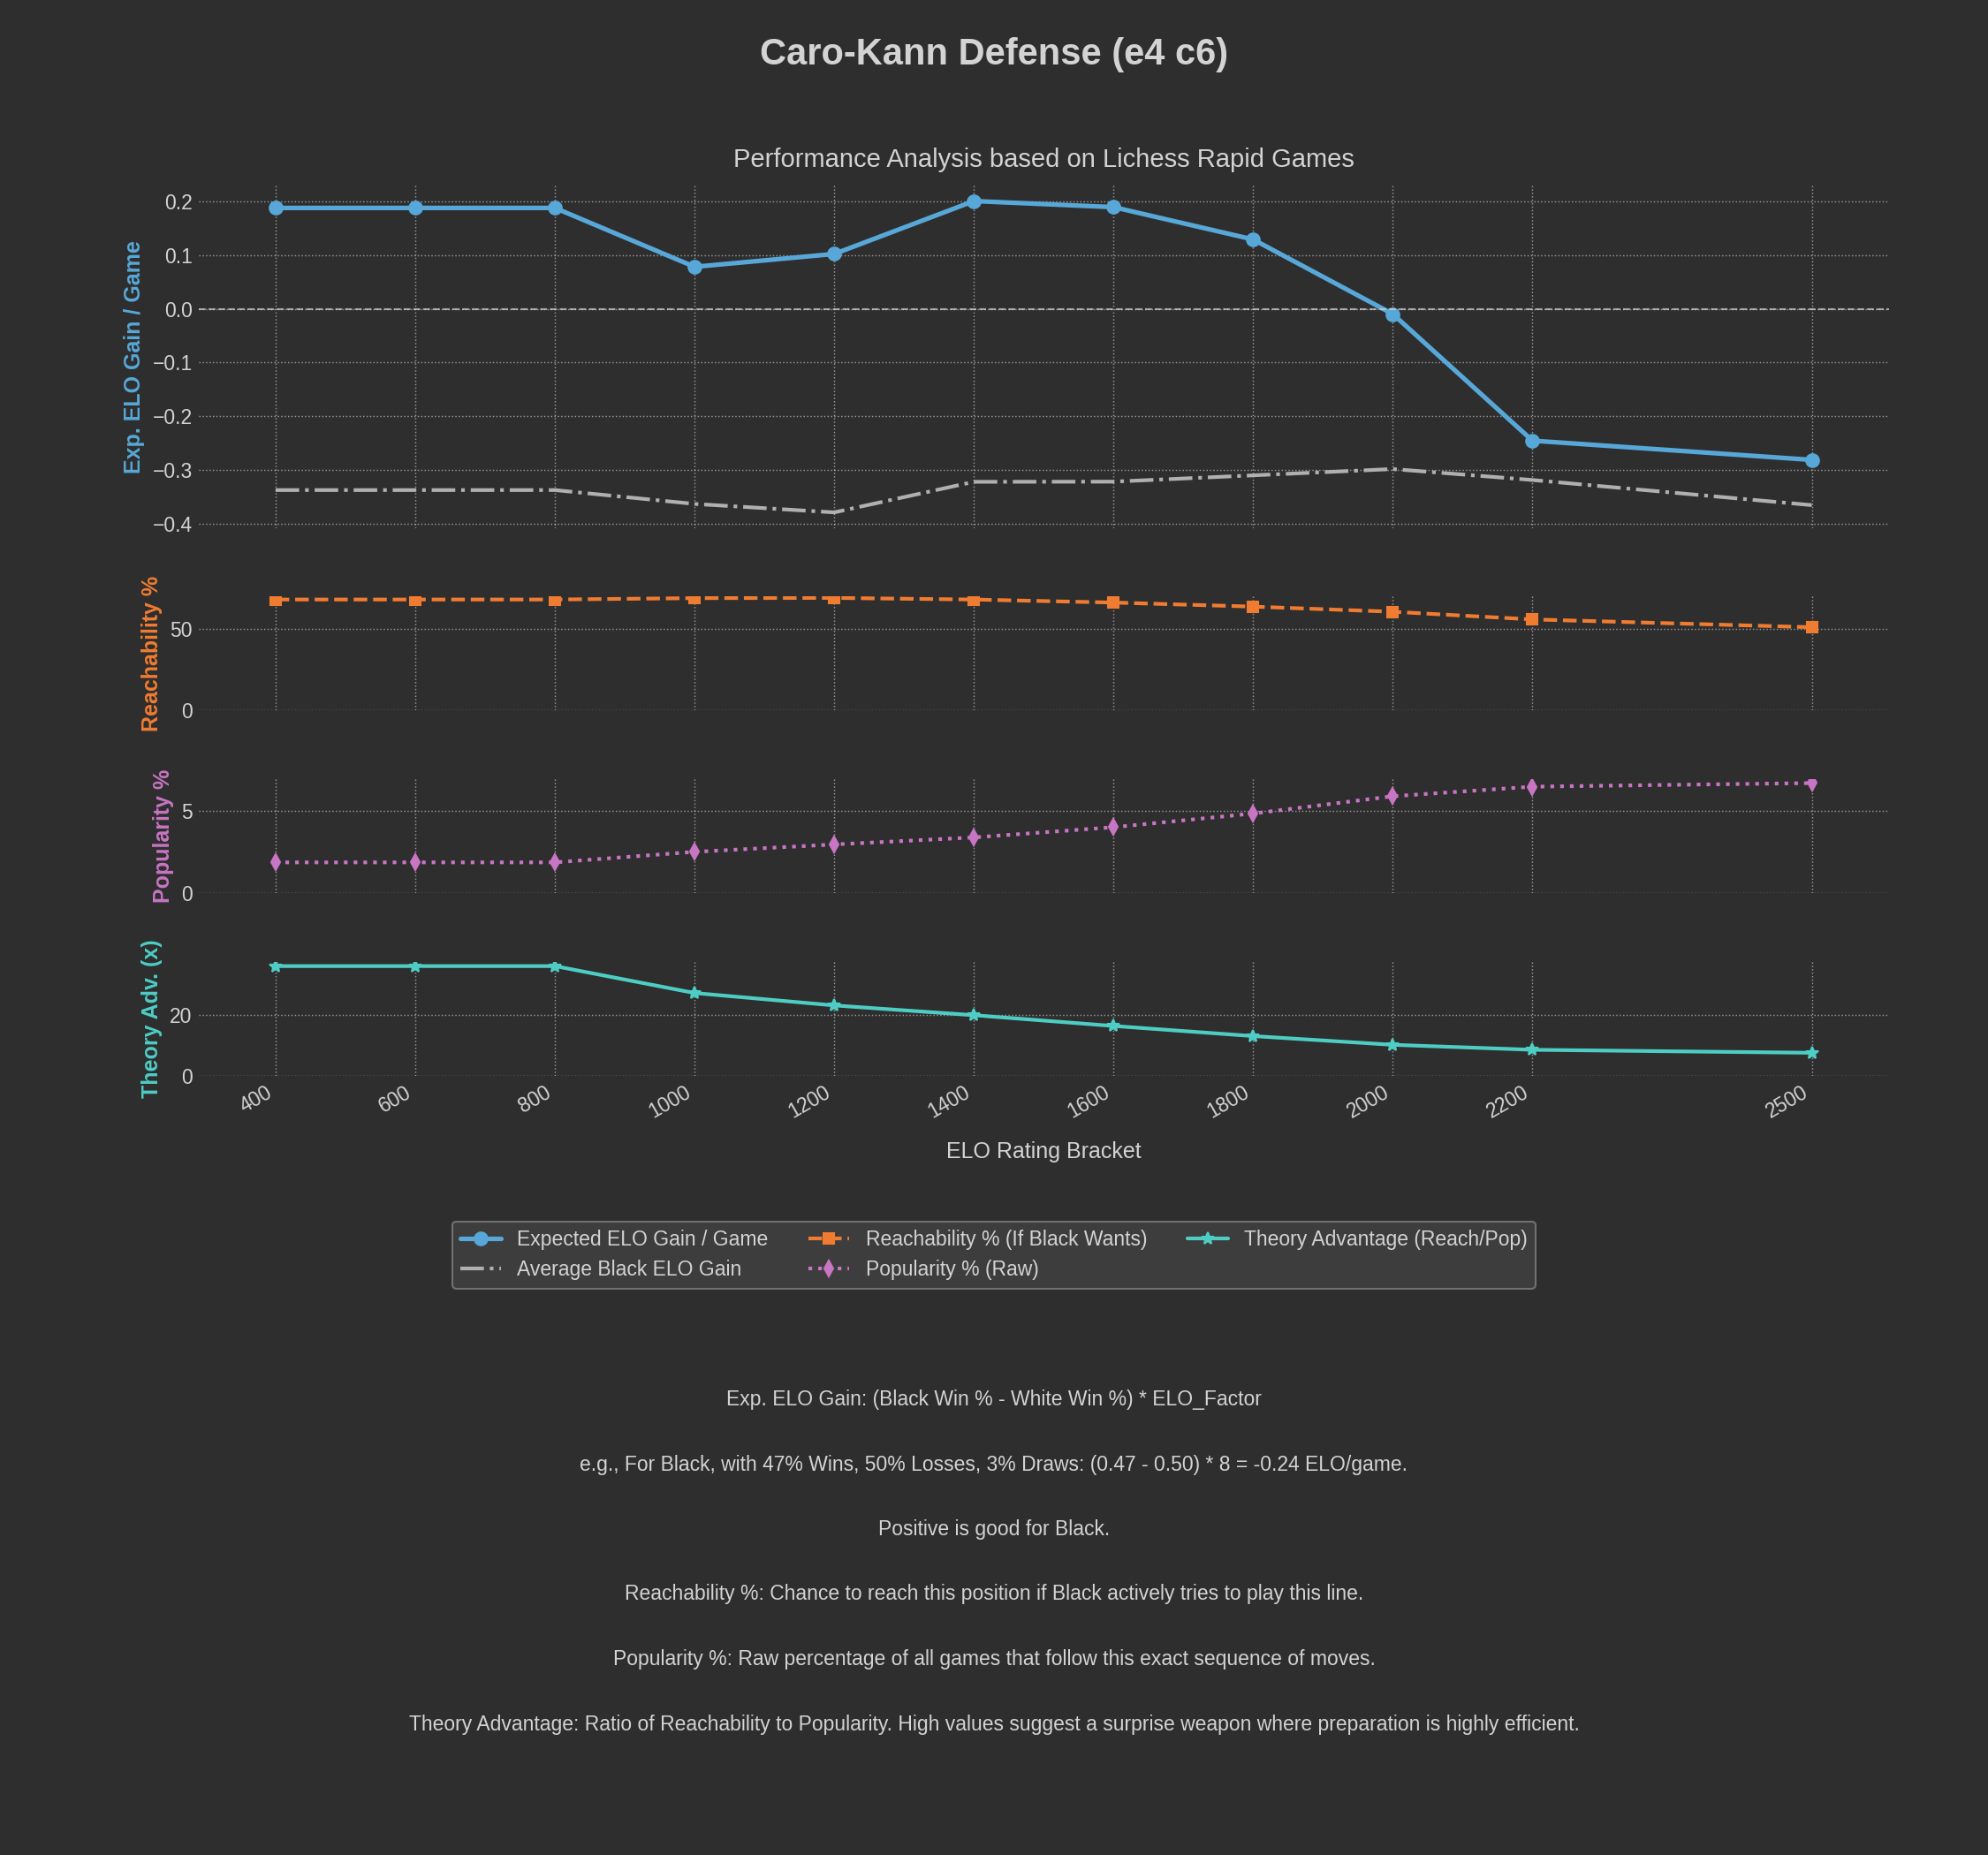 Caro-Kann Defense (e4 c6)
Performance Analysis based on Lichess Rapid Games
Exp. ELO Gain / Game
0.2
0.1
0.0
−0.1
−0.2
−0.3
−0.4
Reachability %
50
0
Popularity %
5
0
Theory Adv. (x)
20
0
400
600
800
1000
1200
1400
1600
1800
2000
2200
2500
ELO Rating Bracket
Expected ELO Gain / Game
Average Black ELO Gain
Reachability % (If Black Wants)
Popularity % (Raw)
Theory Advantage (Reach/Pop)
Exp. ELO Gain: (Black Win % - White Win %) * ELO_Factor
e.g., For Black, with 47% Wins, 50% Losses, 3% Draws: (0.47 - 0.50) * 8 = -0.24 ELO/game.
Positive is good for Black.
Reachability %: Chance to reach this position if Black actively tries to play this line.
Popularity %: Raw percentage of all games that follow this exact sequence of moves.
Theory Advantage: Ratio of Reachability to Popularity. High values suggest a surprise weapon where preparation is highly efficient.